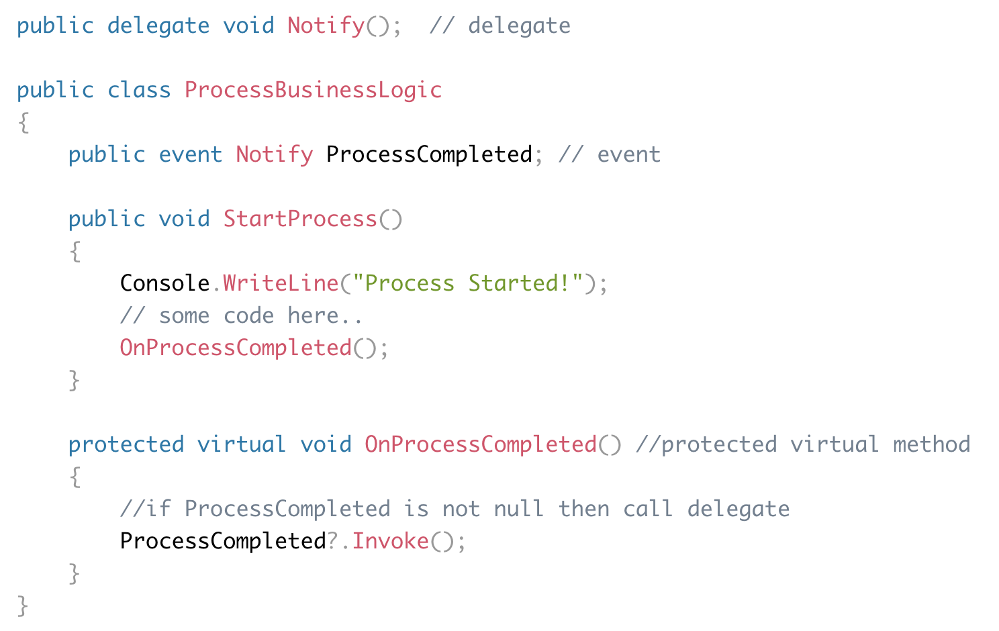 public delegate void Notify();  // delegate

public class ProcessBusinessLogic
{
    public event Notify ProcessCompleted; // event

    public void StartProcess()
    {
        Console.WriteLine("Process Started!");
        // some code here..
        OnProcessCompleted();
    }

    protected virtual void OnProcessCompleted() //protected virtual method
    {
        //if ProcessCompleted is not null then call delegate
        ProcessCompleted?.Invoke();
    }
}